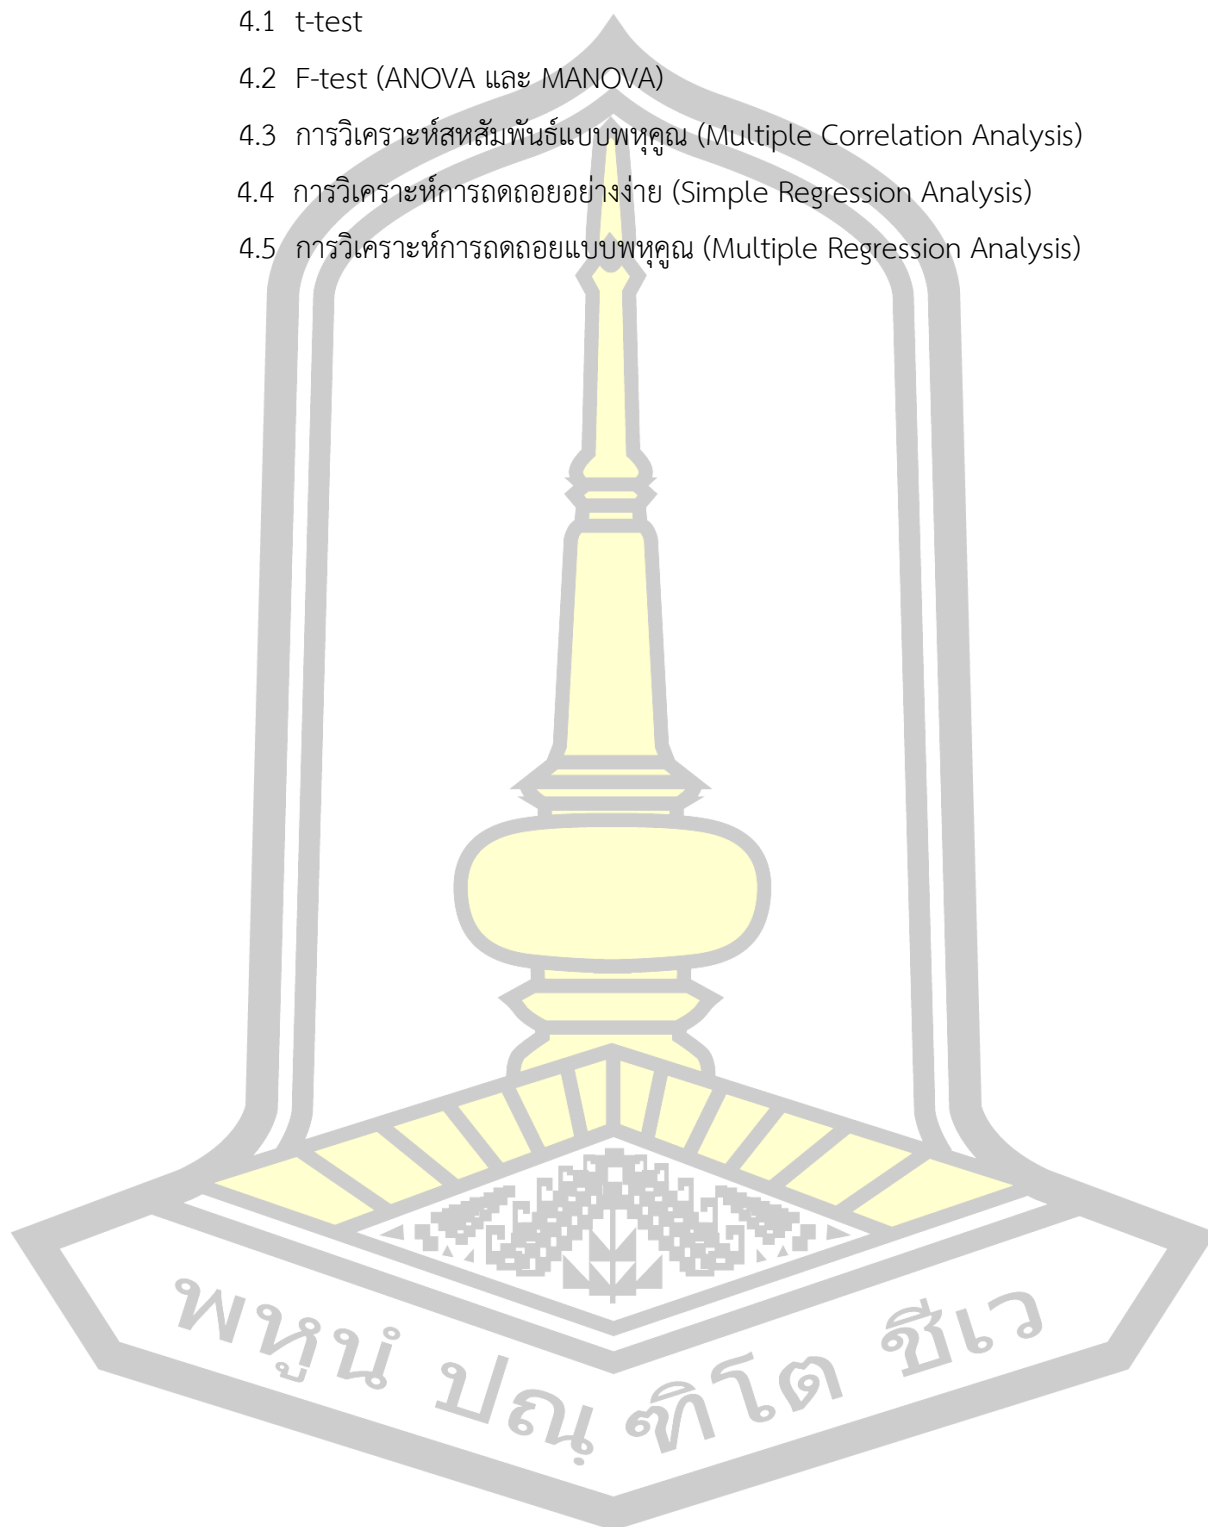 4.1 t-test
4.2 F-test (ANOVA และ MANOVA)
4.3 การวิเคราะห์สหสัมพันธ์แบบพหุคูณ (Multiple Correlation Analysis)
4.4 การวิเคราะห์การถดถอยอย่างง่าย (Simple Regression Analysis)
4.5 การวิเคราะห์การถดถอยแบบพหุคูณ (Multiple Regression Analysis)
พหูนํ ปณฺ ฑิโต ชีเว